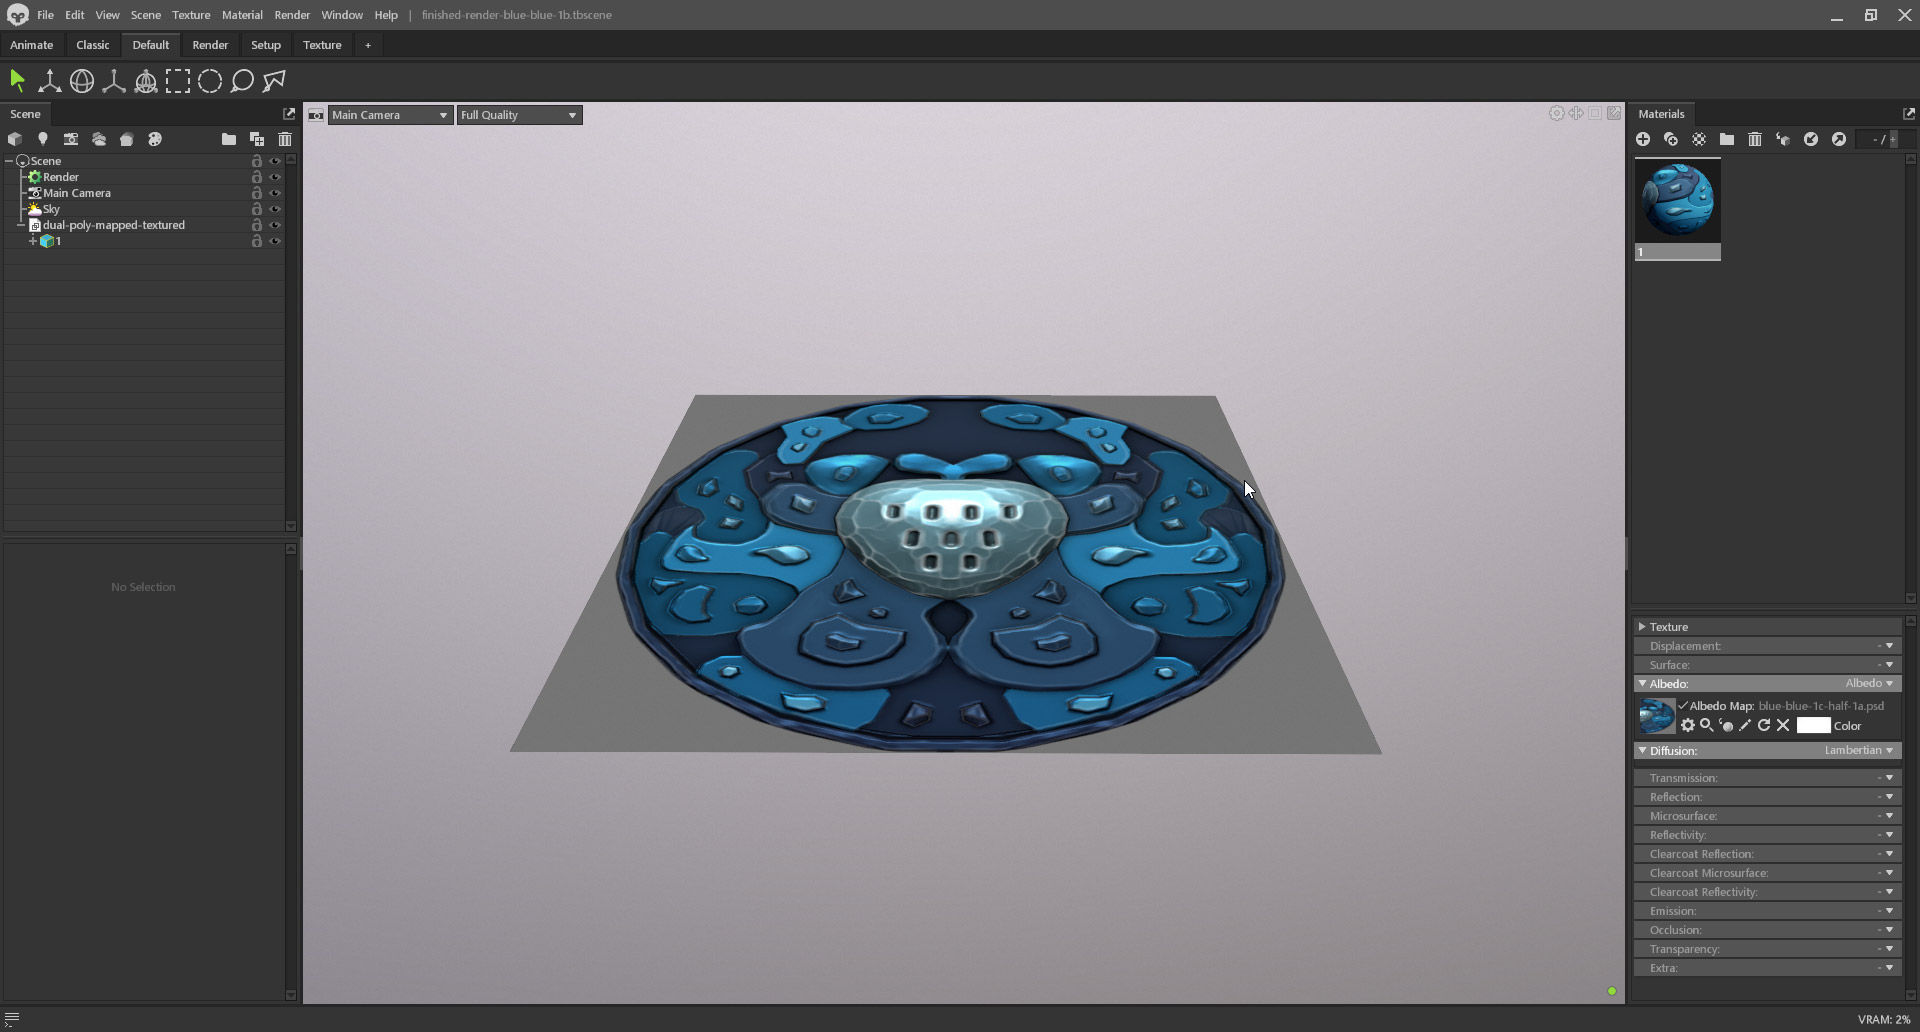 File Edit View Scene Texture Material Render Window Help | finished-render-blue-blue-1b.tbscene
Animate Classic Default Render Setup Texture +
Scene
Main Camera Full Quality
Materials
- / +
Scene
Render
Main Camera
Sky
dual-poly-mapped-textured
1
1
No Selection
Texture
Displacement: -
Surface: -
Albedo: Albedo
Albedo Map: blue-blue-1c-half-1a.psd
Color
Diffusion: Lambertian
Transmission: -
Reflection: -
Microsurface: -
Reflectivity: -
Clearcoat Reflection: -
Clearcoat Microsurface: -
Clearcoat Reflectivity: -
Emission: -
Occlusion: -
Transparency: -
Extra: -
VRAM: 2%